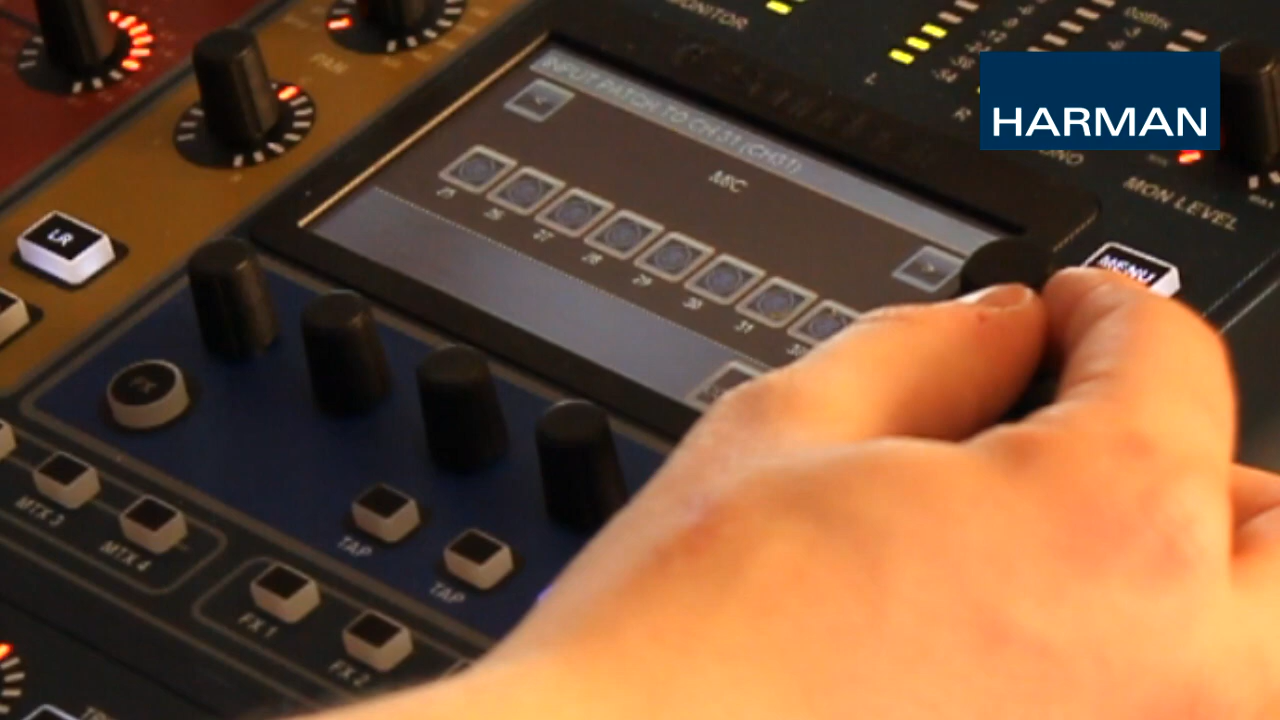 MONITOR
HARMAN
PAN
L
R
INPUT PATCH TO CH 31 (CH31)
<
MIC
MON LEVEL
MENU
LR
>
25
26
27
28
29
30
31
FX
MTX 3
MTX 4
TAP
TAP
FX 1
FX 2